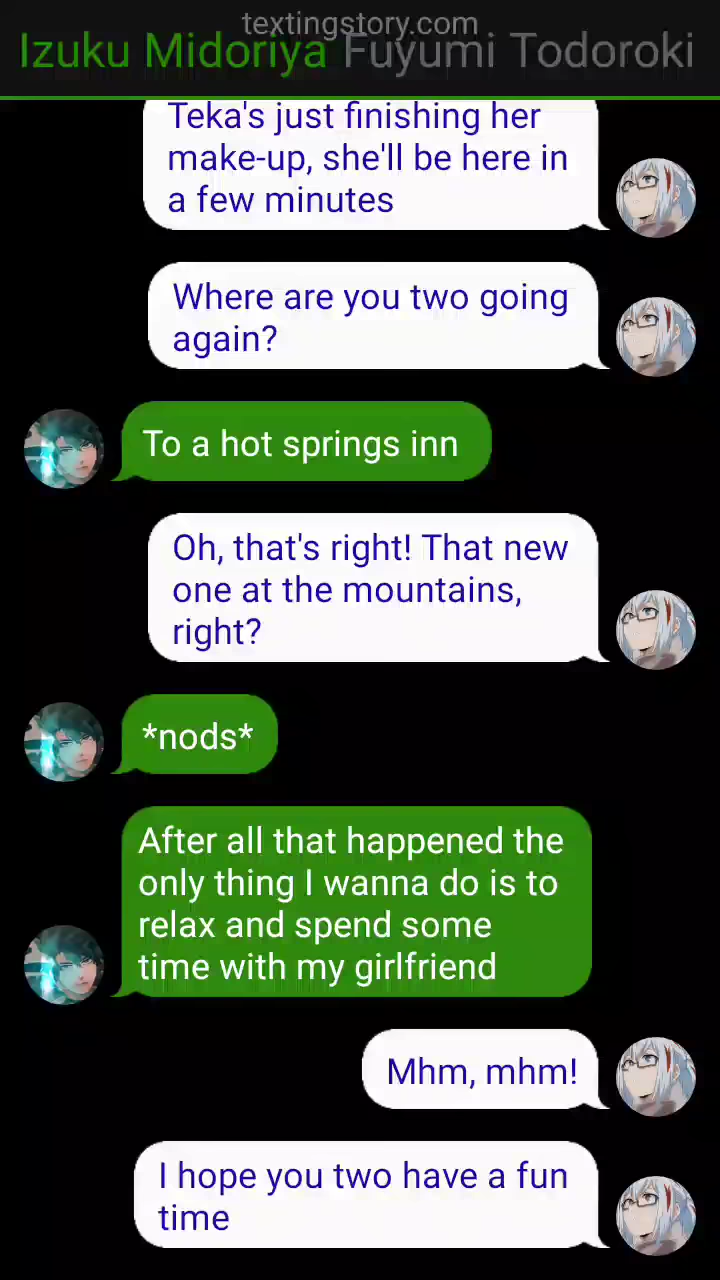 textingstory.com
Izuku Midoriya Fuyumi Todoroki
Teka's just finishing her
make-up, she'll be here in
a few minutes
Where are you two going
again?
To a hot springs inn
Oh, that's right! That new
one at the mountains,
right?
*nods*
After all that happened the
only thing I wanna do is to
relax and spend some
time with my girlfriend
Mhm, mhm!
I hope you two have a fun
time